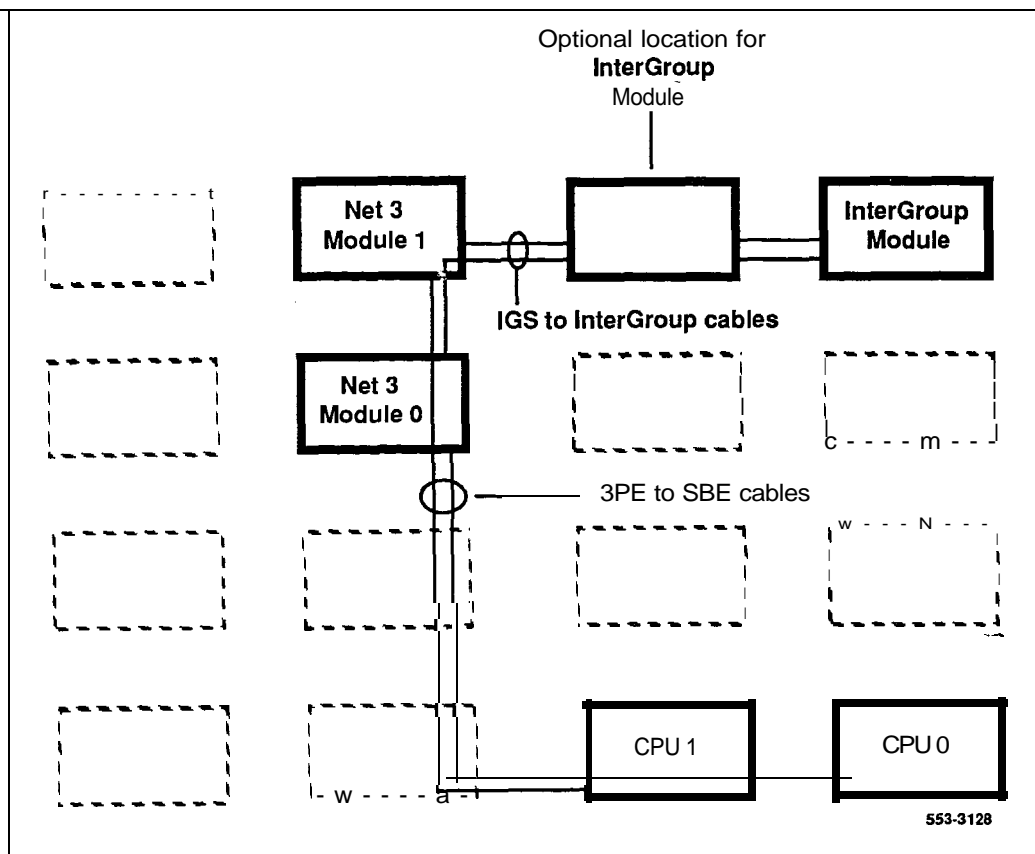 Optional location for
InterGroup
Module
Net 3
Module 1
InterGroup
Module
IGS to InterGroup cables
Net 3
Module 0
3PE to SBE cables
CPU 1
CPU 0
553-3128